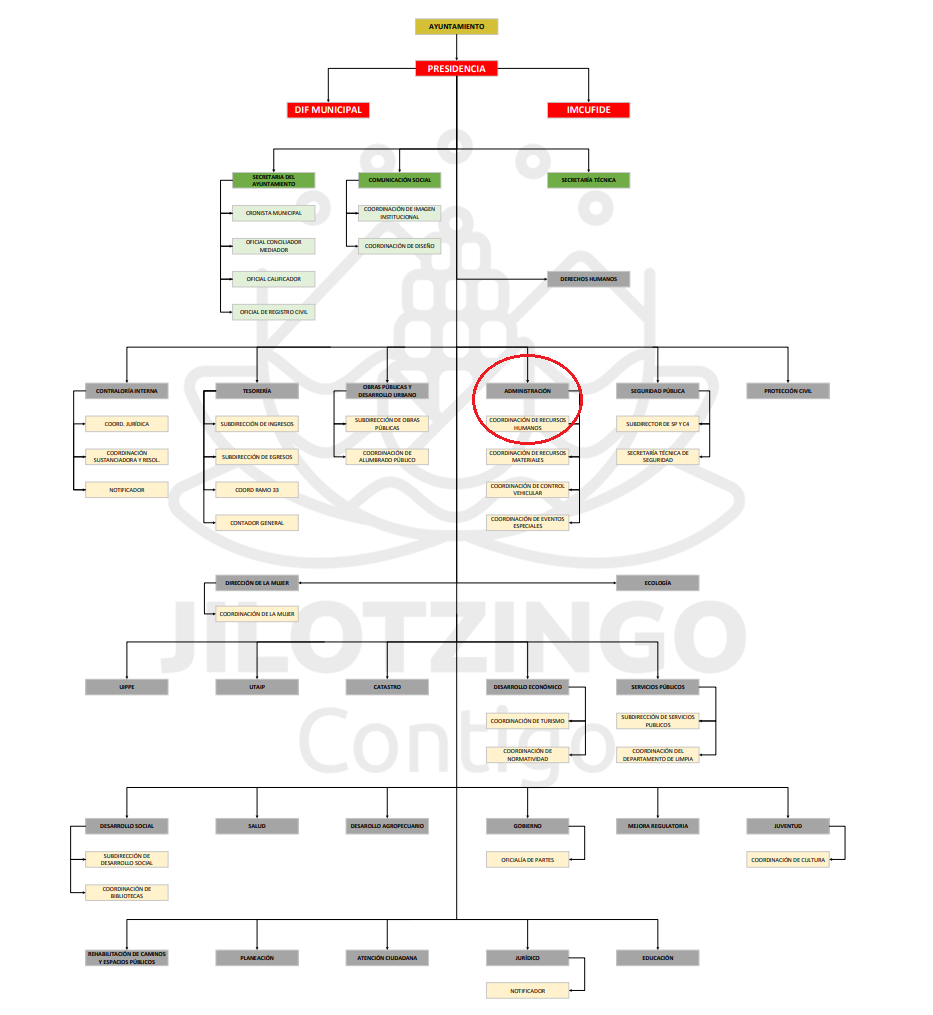 AYUNTAMIENTO
PRESIDENCIA
DIF MUNICIPAL
IMCUFIDE
SECRETARIA DEL
AYUNTAMIENTO
COMUNICACIÓN SOCIAL
SECRETARÍA TÉCNICA
CRONISTA MUNICIPAL
COORDINACIÓN DE IMAGEN
INSTITUCIONAL
OFICIAL CONCILIADOR
MEDIADOR
COORDINACIÓN DE DISEÑO
OFICIAL CALIFICADOR
DERECHOS HUMANOS
OFICIAL DE REGISTRO CIVIL
CONTRALORÍA INTERNA
TESORERÍA
OBRAS PÚBLICAS Y
DESARROLLO URBANO
ADMINISTRACIÓN
SEGURIDAD PÚBLICA
PROTECCIÓN CIVIL
COORD. JURÍDICA
SUBDIRECCIÓN DE INGRESOS
SUBDIRECCIÓN DE OBRAS
PÚBLICAS
COORDINACIÓN DE RECURSOS
HUMANOS
SUBDIRECTOR DE SP Y C4
COORDINACIÓN
SUSTANCIADORA Y RESOL.
SUBDIRECCIÓN DE EGRESOS
COORDINACIÓN DE
ALUMBRADO PÚBLICO
COORDINACIÓN DE RECURSOS
MATERIALES
SECRETARÍA TÉCNICA DE
SEGURIDAD
NOTIFICADOR
COORD RAMO 33
COORDINACIÓN DE CONTROL
VEHICULAR
CONTADOR GENERAL
COORDINACIÓN DE EVENTOS
ESPECIALES
DIRECCIÓN DE LA MUJER
ECOLOGÍA
COORDINACIÓN DE LA MUJER
JILOTZINGO
Contigo
UIPPE
UTAIP
CATASTRO
DESARROLLO ECONÓMICO
SERVICIOS PÚBLICOS
COORDINACIÓN DE TURISMO
SUBDIRECCIÓN DE SERVICIOS
PUBLICOS
COORDINACIÓN DE
NORMATIVIDAD
COORDINACIÓN DEL
DEPARTAMENTO DE LIMPIA
DESARROLLO SOCIAL
SALUD
DESAROLLO AGROPECUARIO
GOBIERNO
MEJORA REGULATORIA
JUVENTUD
SUBDIRECCIÓN DE
DESARROLLO SOCIAL
OFICIALÍA DE PARTES
COORDINACIÓN DE CULTURA
COORDINACIÓN DE
BIBLIOTECAS
REHABILITACIÓN DE CAMINOS
Y ESPACIOS PÚBLICOS
PLANEACIÓN
ATENCIÓN CIUDADANA
JURÍDICO
EDUCACIÓN
NOTIFICADOR